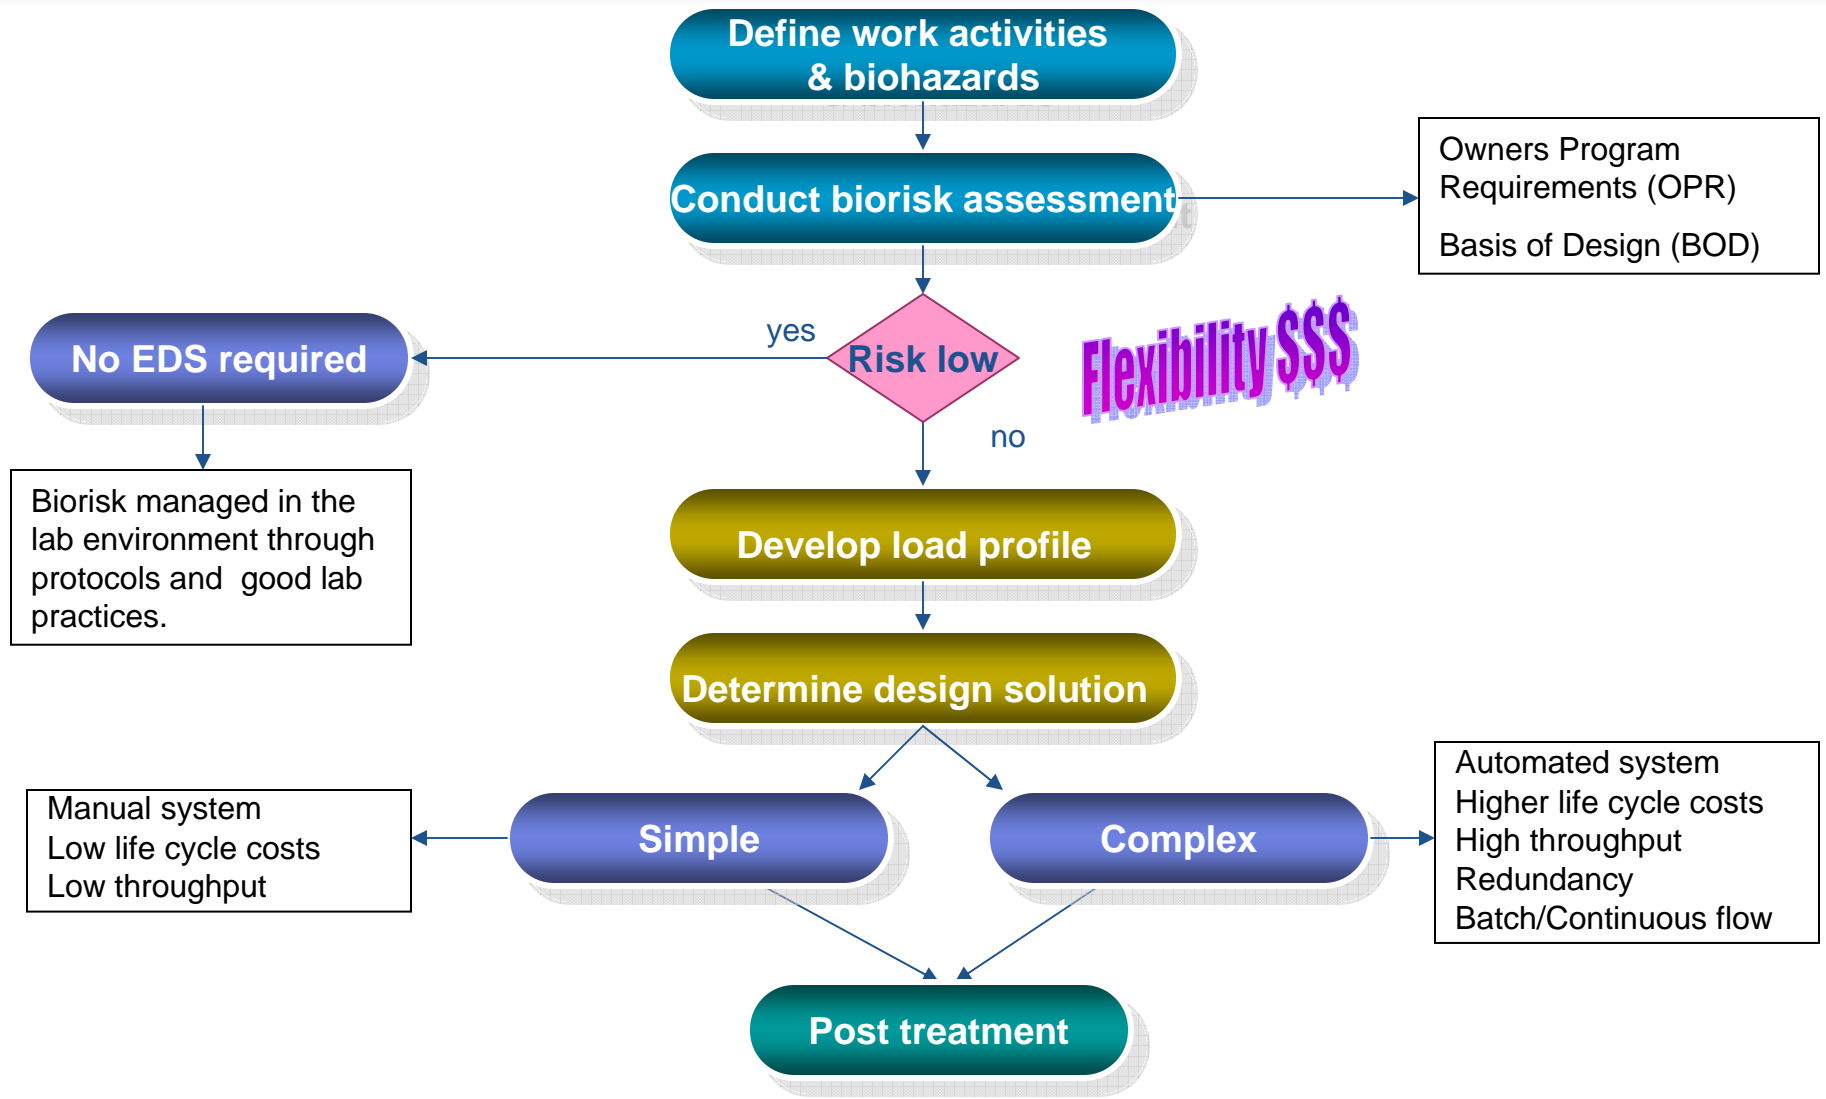 Define work activities
& biohazards
Conduct biorisk assessment
Owners Program
Requirements (OPR)
Basis of Design (BOD)
yes
Risk low
Flexibility $$$
No EDS required
no
Biorisk managed in the
lab environment through
protocols and good lab
practices.
Develop load profile
Determine design solution
Manual system
Low life cycle costs
Low throughput
Simple
Complex
Automated system
Higher life cycle costs
High throughput
Redundancy
Batch/Continuous flow
Post treatment